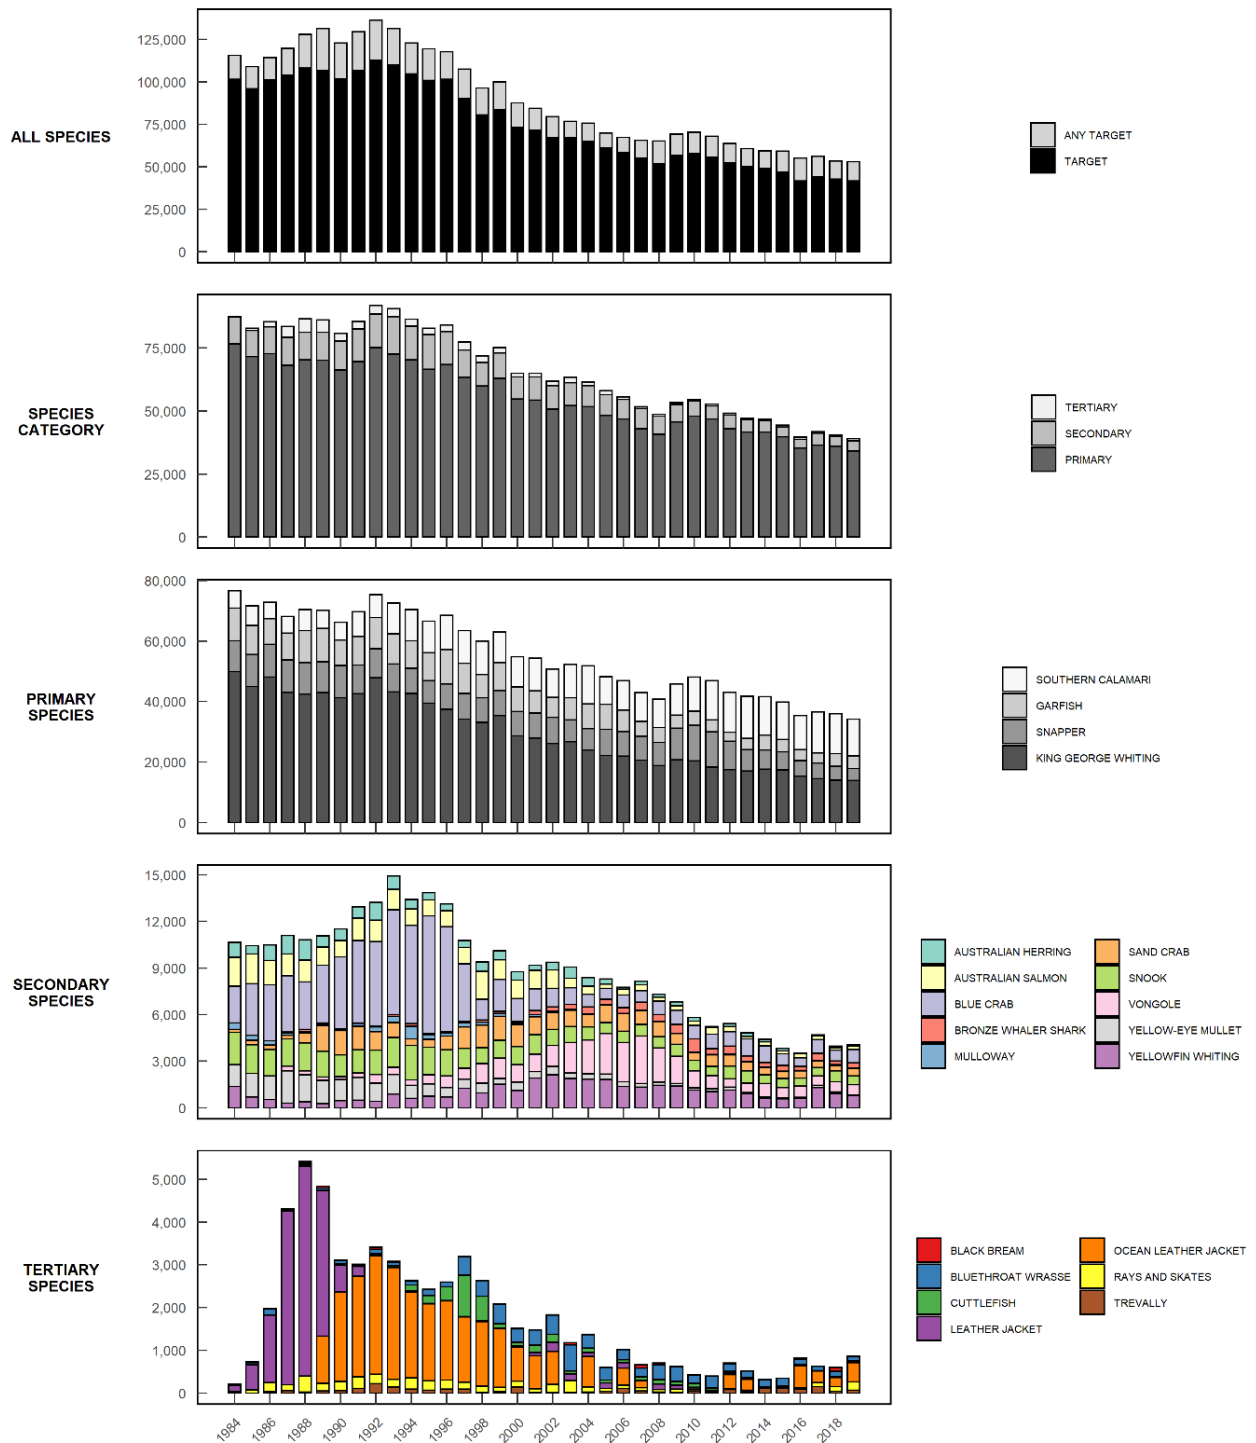 125,000
100,000
75,000
50,000
25,000
0
ALL SPECIES
ANY TARGET
TARGET
75,000
50,000
25,000
0
SPECIES
CATEGORY
TERTIARY
SECONDARY
PRIMARY
80,000
60,000
40,000
20,000
0
PRIMARY
SPECIES
SOUTHERN CALAMARI
GARFISH
SNAPPER
KING GEORGE WHITING
15,000
12,000
9,000
6,000
3,000
0
SECONDARY
SPECIES
AUSTRALIAN HERRING
AUSTRALIAN SALMON
BLUE CRAB
BRONZE WHALER SHARK
MULLOWAY
SAND CRAB
SNOOK
VONGOLE
YELLOW-EYE MULLET
YELLOWFIN WHITING
5,000
4,000
3,000
2,000
1,000
0
TERTIARY
SPECIES
BLACK BREAM
BLUETHROAT WRASSE
CUTTLEFISH
LEATHER JACKET
OCEAN LEATHER JACKET
RAYS AND SKATES
TREVALLY
1984
1986
1988
1990
1992
1994
1996
1998
2000
2002
2004
2006
2008
2010
2012
2014
2016
2018